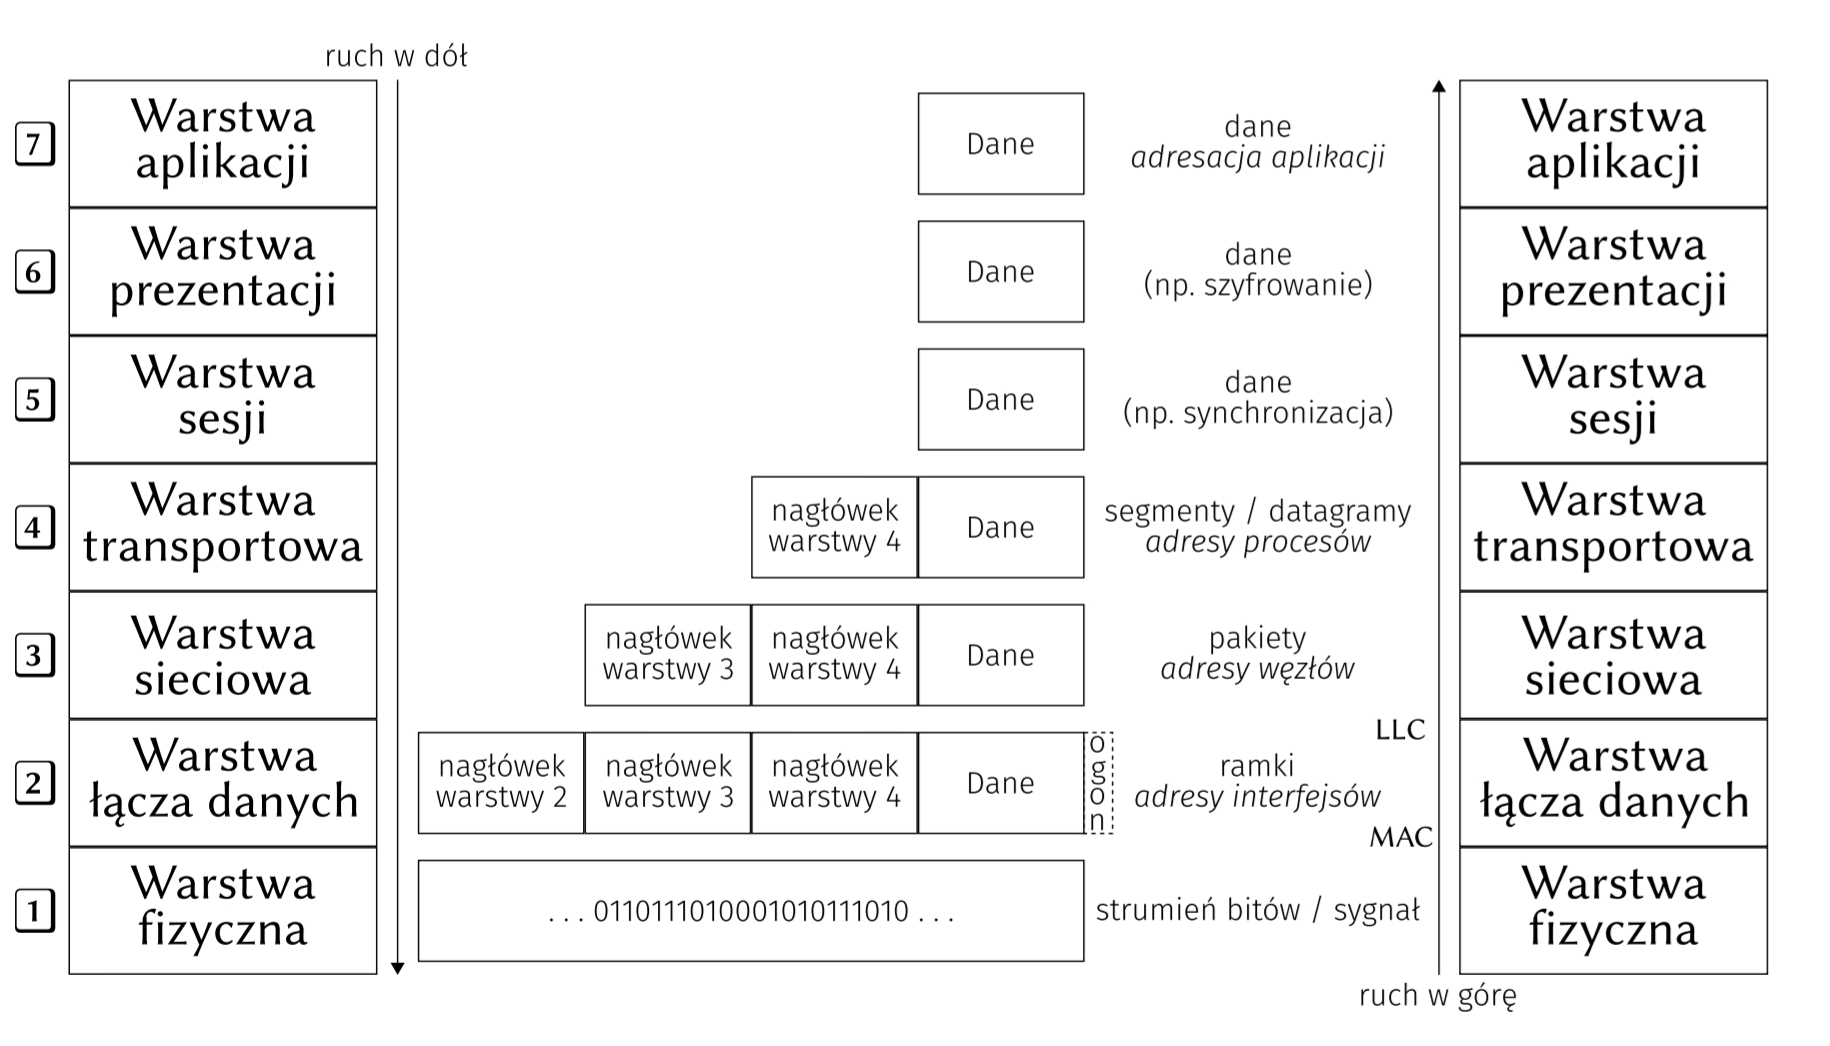 ruch w dół
7
Warstwa
aplikacji
Dane
dane
adresacja aplikacji
Warstwa
aplikacji
6
Warstwa
prezentacji
Dane
dane
(np. szyfrowanie)
Warstwa
prezentacji
5
Warstwa
sesji
Dane
dane
(np. synchronizacja)
Warstwa
sesji
4
Warstwa
transportowa
nagłówek
warstwy 4
Dane
segmenty / datagramy
adresy procesów
Warstwa
transportowa
3
Warstwa
sieciowa
nagłówek
warstwy 3
nagłówek
warstwy 4
Dane
pakiety
adresy węzłów
Warstwa
sieciowa
2
Warstwa
łącza danych
nagłówek
warstwy 2
nagłówek
warstwy 3
nagłówek
warstwy 4
Dane
ogon
ramki
adresy interfejsów
LLC
MAC
Warstwa
łącza danych
1
Warstwa
fizyczna
. . . 0110111010001010111010 . . .
strumień bitów / sygnał
Warstwa
fizyczna
ruch w górę